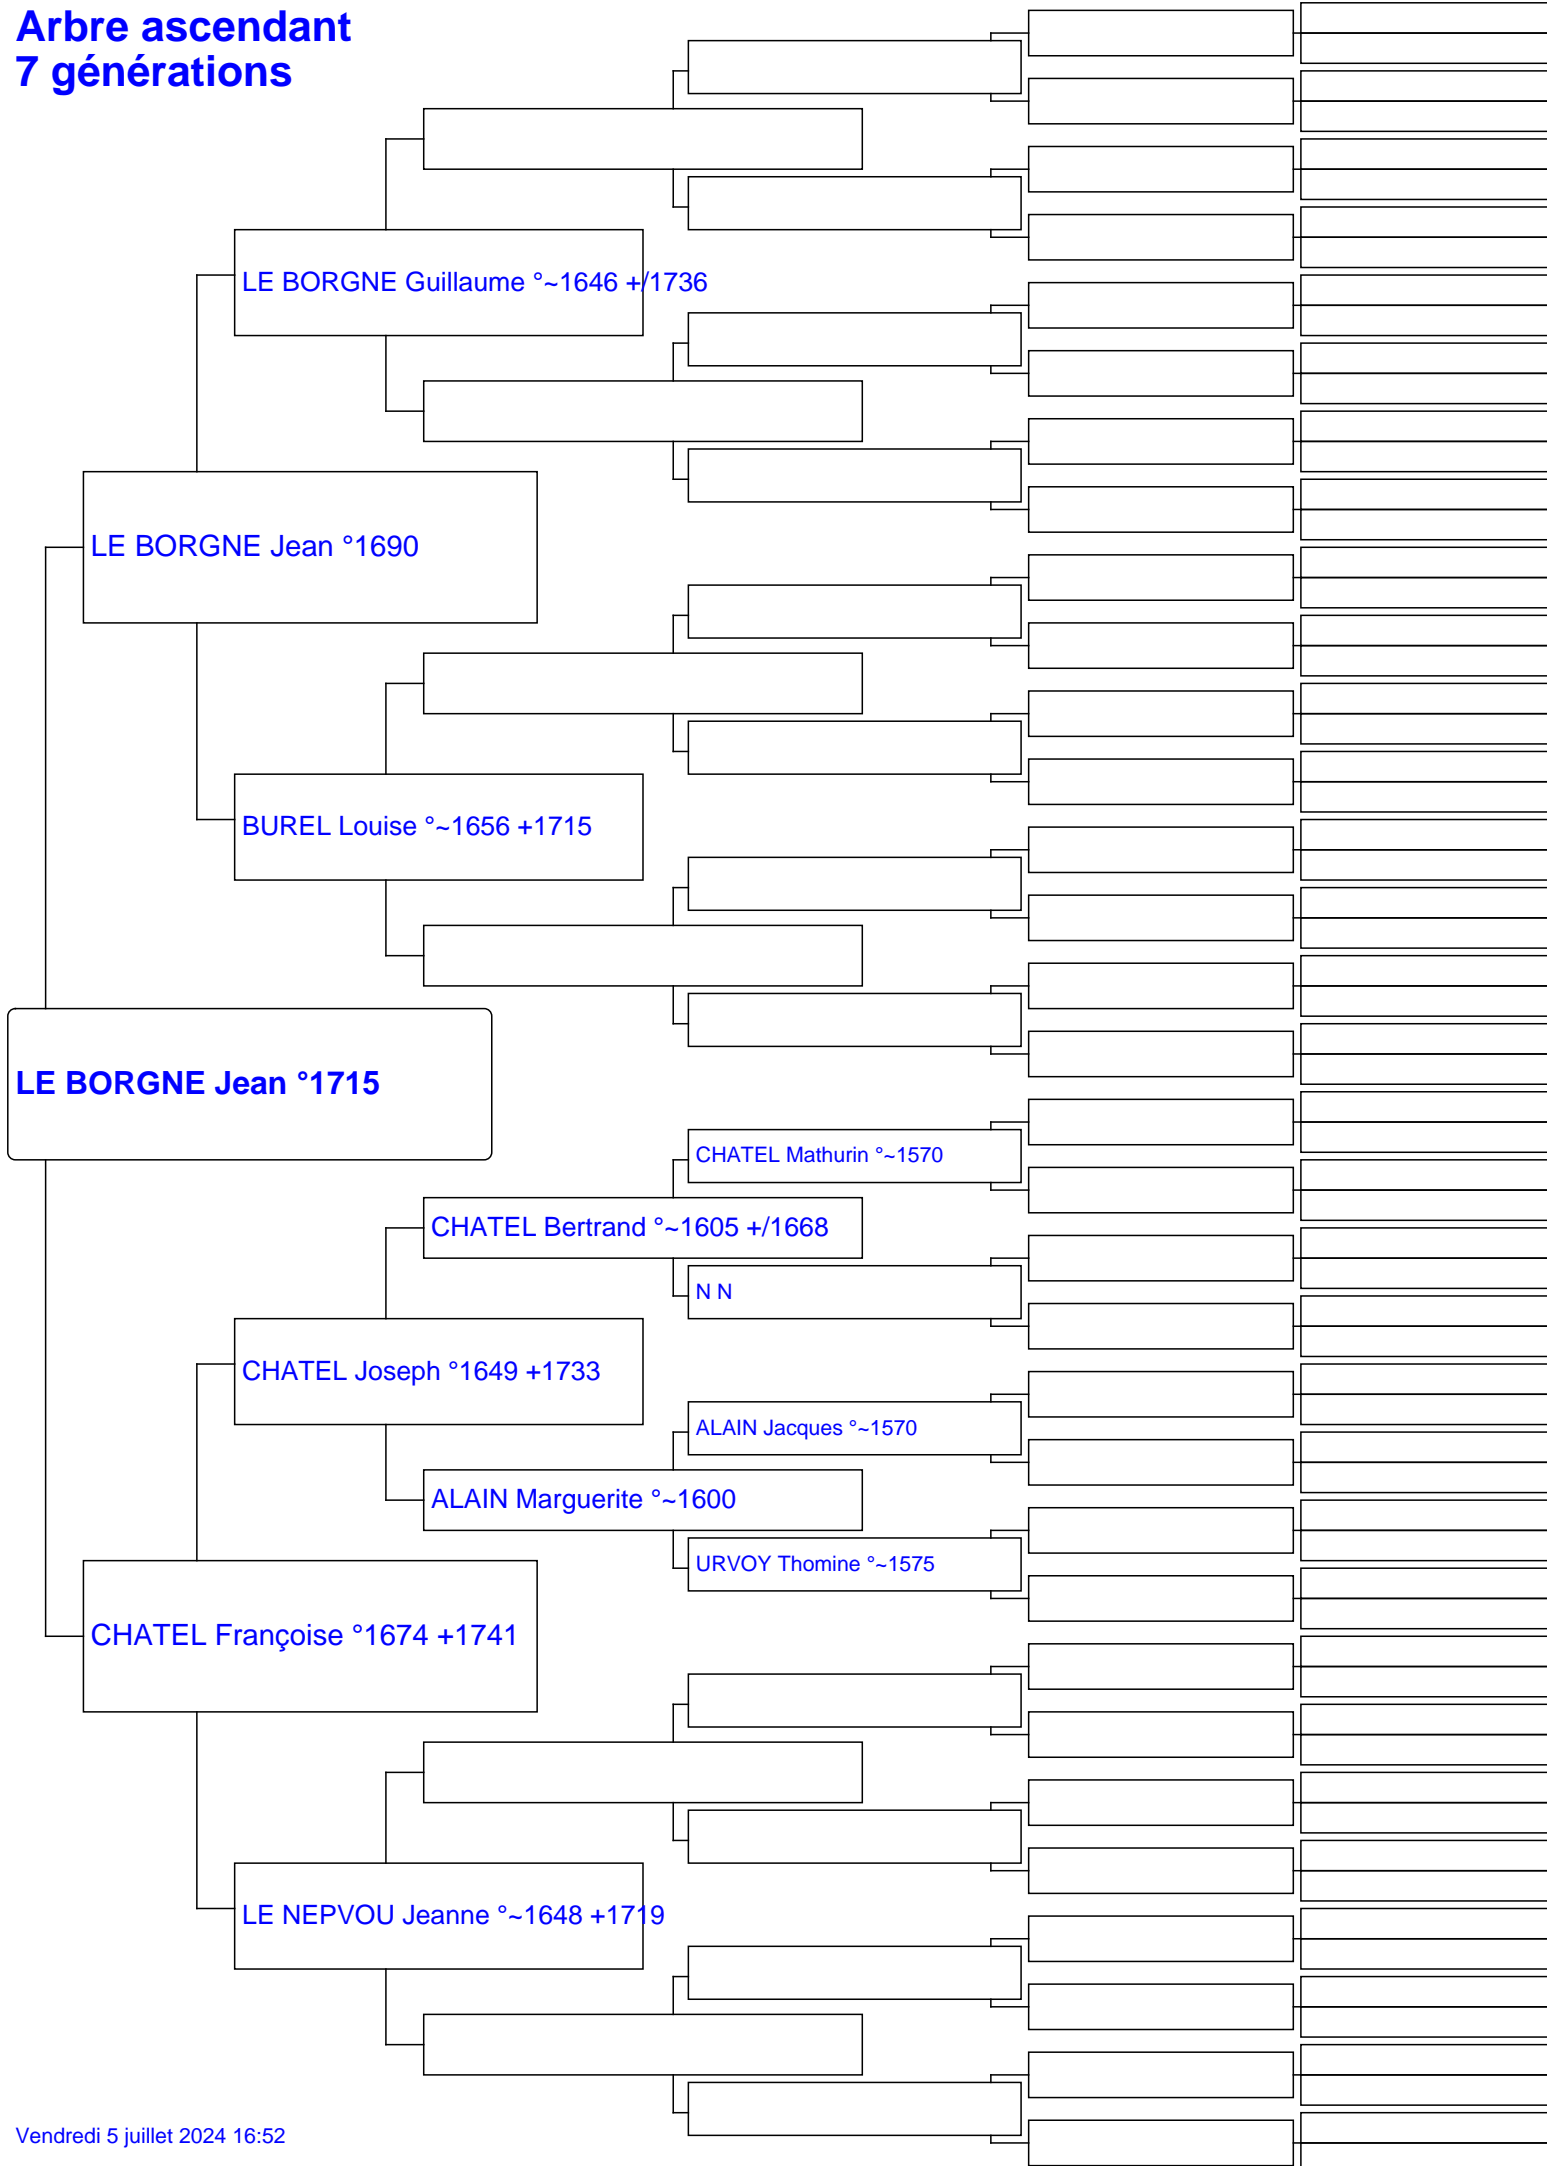 Arbre ascendant
7 générations
LE BORGNE Guillaume °~1646 +/1736
LE BORGNE Jean °1690
BUREL Louise °~1656 +1715
LE BORGNE Jean °1715
CHATEL Mathurin °~1570
CHATEL Bertrand °~1605 +/1668
N N
CHATEL Joseph °1649 +1733
ALAIN Jacques °~1570
ALAIN Marguerite °~1600
URVOY Thomine °~1575
CHATEL Françoise °1674 +1741
LE NEPVOU Jeanne °~1648 +1719
Vendredi 5 juillet 2024 16:52